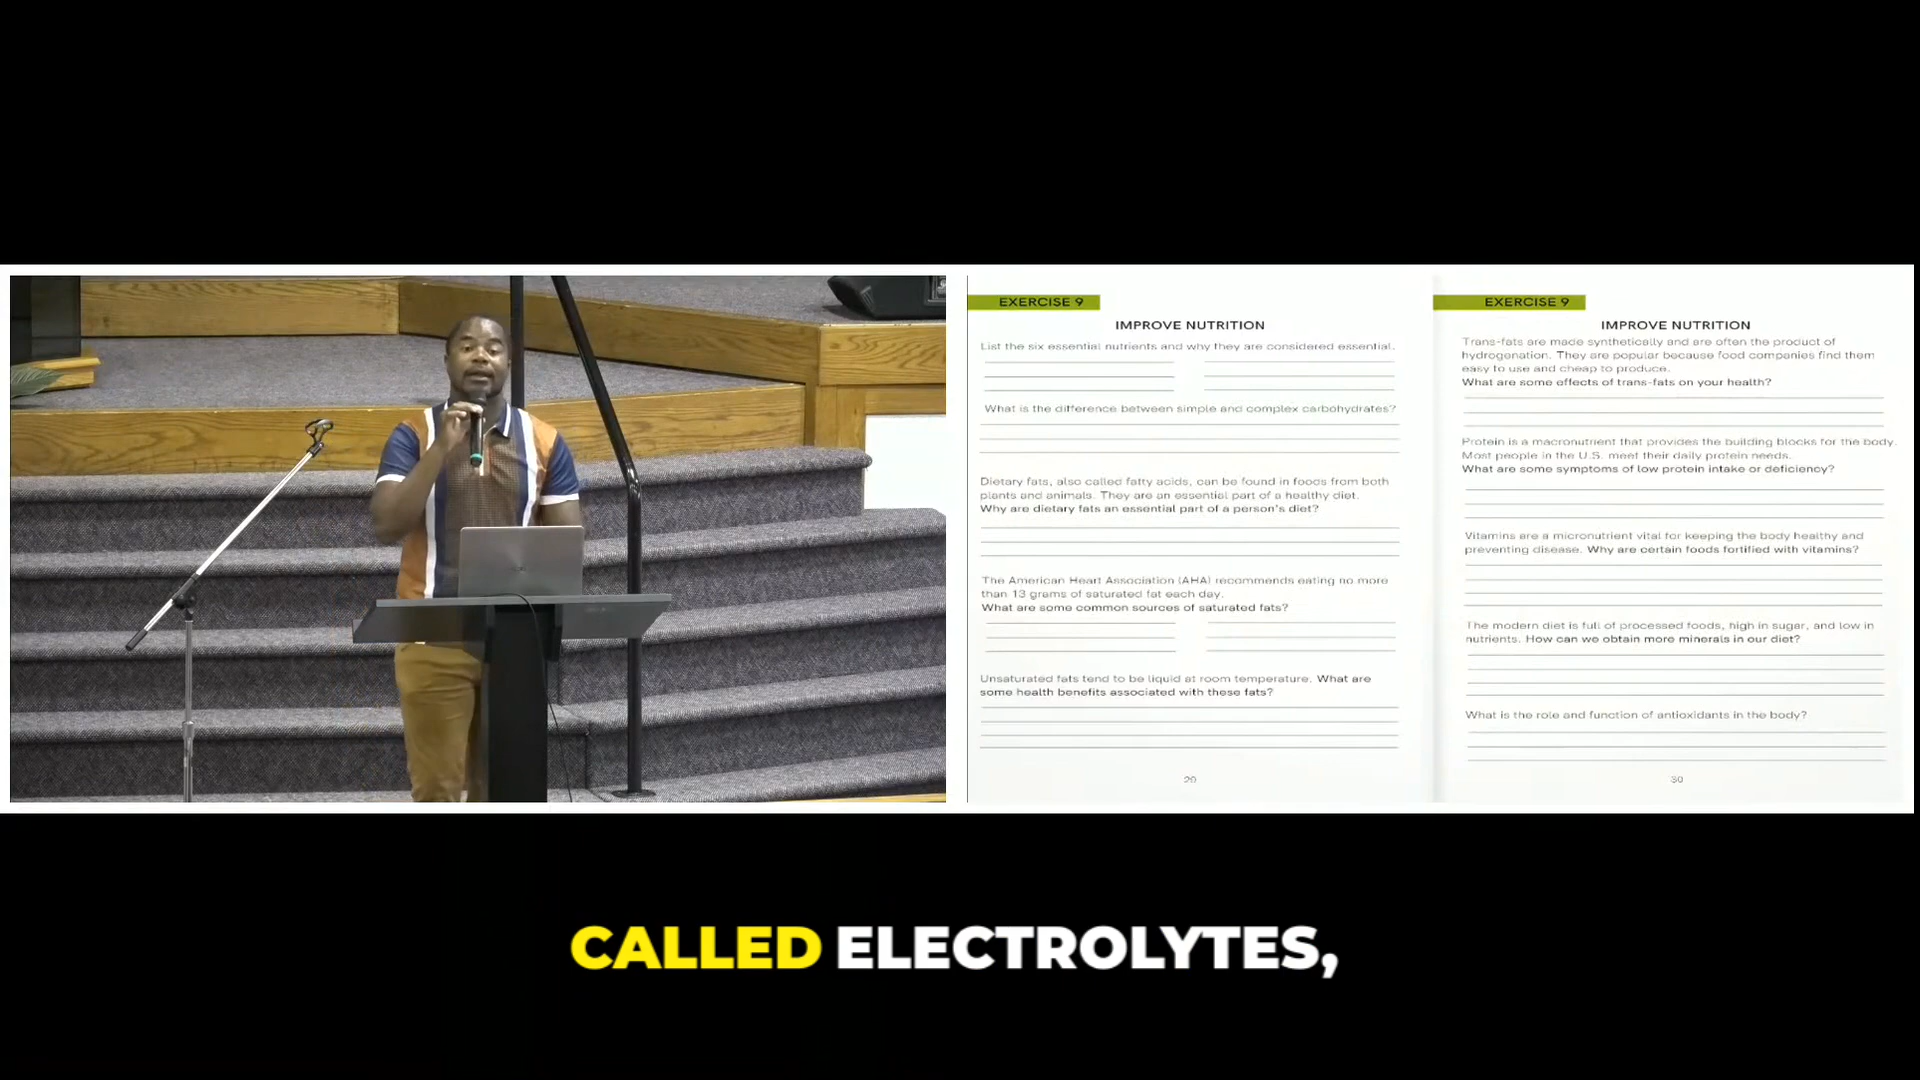 EXERCISE 9
IMPROVE NUTRITION
List the six essential nutrients and why they are considered essential.
What is the difference between simple and complex carbohydrates?
Dietary fats, also called fatty acids, can be found in foods from both
plants and animals. They are an essential part of a healthy diet.
Why are dietary fats an essential part of a person's diet?
The American Heart Association (AHA) recommends eating no more
than 13 grams of saturated fat each day.
What are some common sources of saturated fats?
Unsaturated fats tend to be liquid at room temperature. What are
some health benefits associated with these fats?
29
EXERCISE 9
IMPROVE NUTRITION
Trans-fats are made synthetically and are often the product of
hydrogenation. They are popular because food companies find them
easy to use and cheap to produce.
What are some effects of trans-fats on your health?
Protein is a macronutrient that provides the building blocks for the body.
Most people in the U.S. meet their daily protein needs.
What are some symptoms of low protein intake or deficiency?
Vitamins are a micronutrient vital for keeping the body healthy and
preventing disease. Why are certain foods fortified with vitamins?
The modern diet is full of processed foods, high in sugar, and low in
nutrients. How can we obtain more minerals in our diet?
What is the role and function of antioxidants in the body?
30
CALLED ELECTROLYTES,